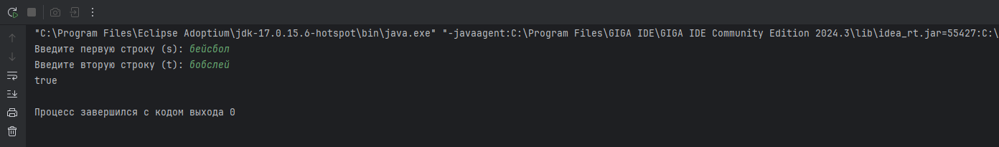 "C:\Program Files\Eclipse Adoptium\jdk-17.0.15.6-hotspot\bin\java.exe" "-javaagent:C:\Program Files\GIGA IDE\GIGA IDE Community Edition 2024.3\lib\idea_rt.jar=55427:C:\
Введите первую строку (s): бейсбол
Введите вторую строку (t): бобслей
true
Процесс завершился с кодом выхода 0